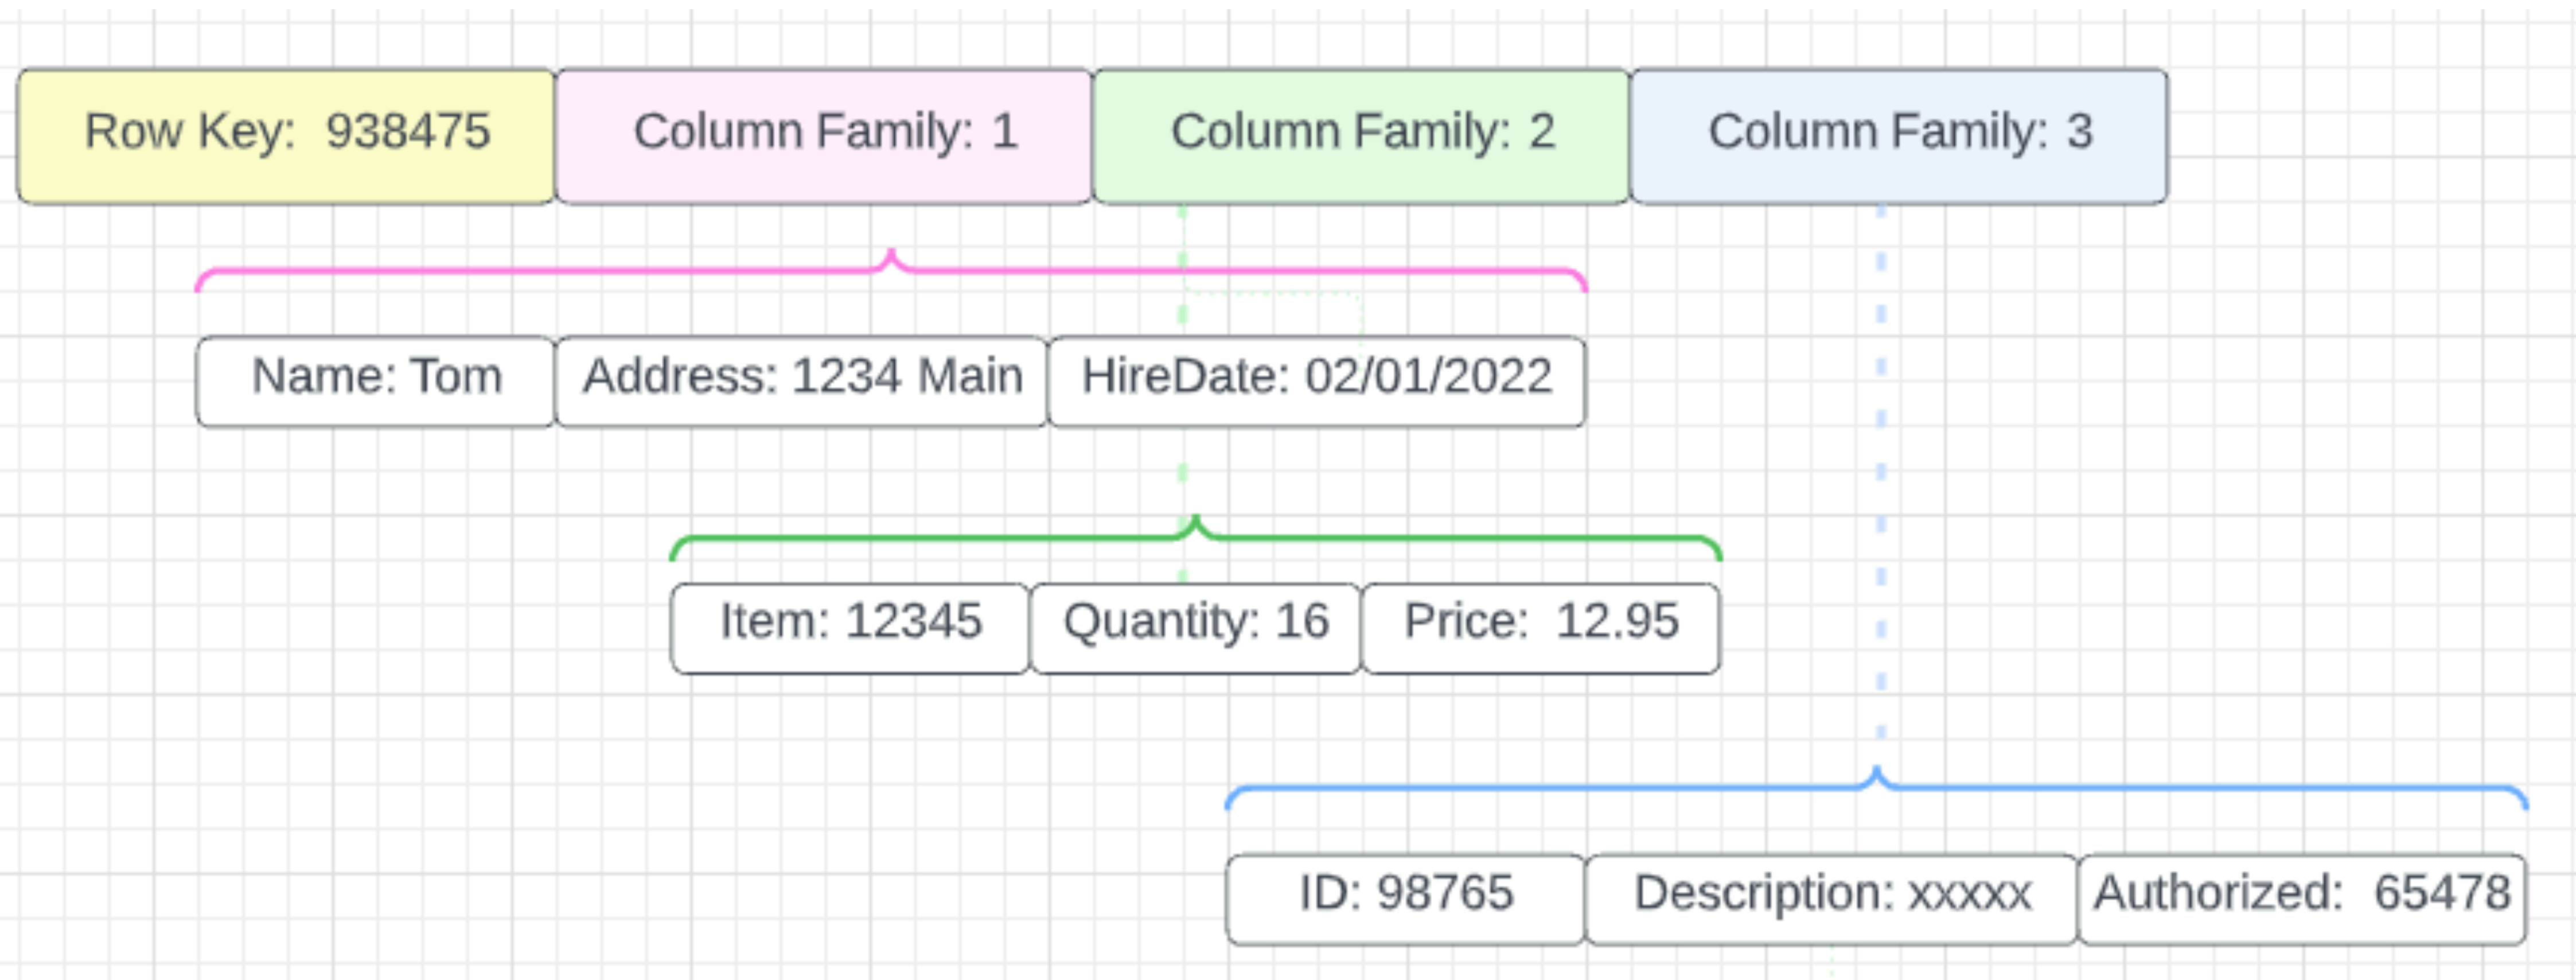 Row Key:  938475 Column Family: 1 Column Family: 2 Column Family: 3
Name: Tom Address: 1234 Main HireDate: 02/01/2022
Item: 12345 Quantity: 16 Price:  12.95
ID: 98765 Description: xxxxx Authorized:  65478